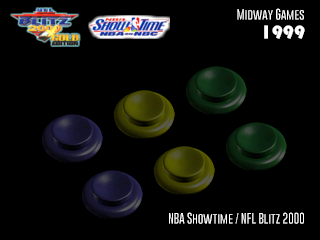 NFL
BLITZ
2000
GOLD
EDITION
NBA
SHOWTIME
NBA ON NBC
Midway Games
1999
NBA Showtime / NFL Blitz 2000